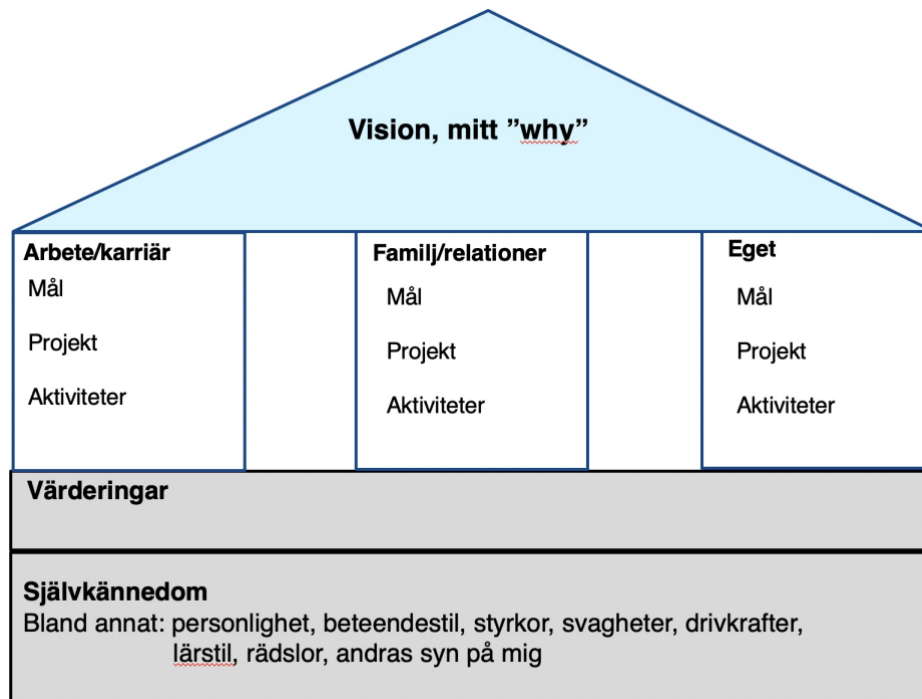 Vision, mitt ”why”
Arbete/karriär
Mål
Projekt
Aktiviteter
Familj/relationer
Mål
Projekt
Aktiviteter
Eget
Mål
Projekt
Aktiviteter
Värderingar
Självkännedom
Bland annat: personlighet, beteendestil, styrkor, svagheter, drivkrafter,
lärstil, rädslor, andras syn på mig